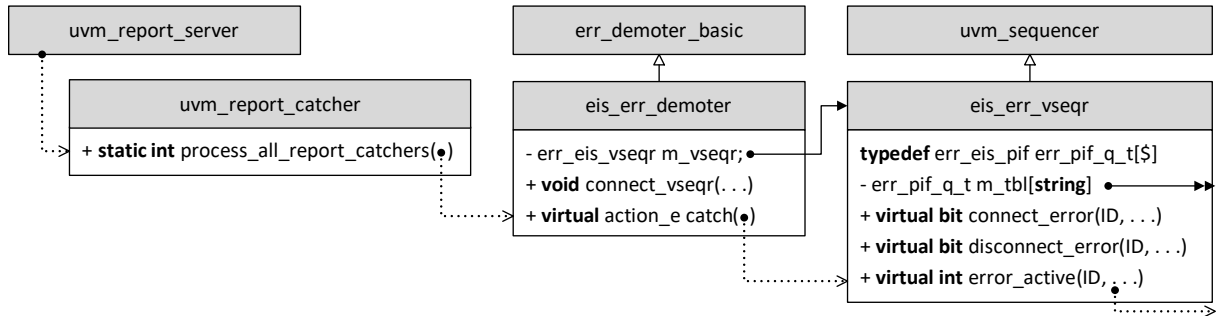 uvm_report_server
uvm_report_catcher
+ static int process_all_report_catchers( )
err_demoter_basic
eis_err_demoter
- err_eis_vseqr m_vseqr;
+ void connect_vseqr(. . .)
+ virtual action_e catch( )
uvm_sequencer
eis_err_vseqr
typedef err_eis_pif err_pif_q_t[$]
- err_pif_q_t m_tbl[string]
+ virtual bit connect_error(ID, . . .)
+ virtual bit disconnect_error(ID, . . .)
+ virtual int error_active(ID, . . .)